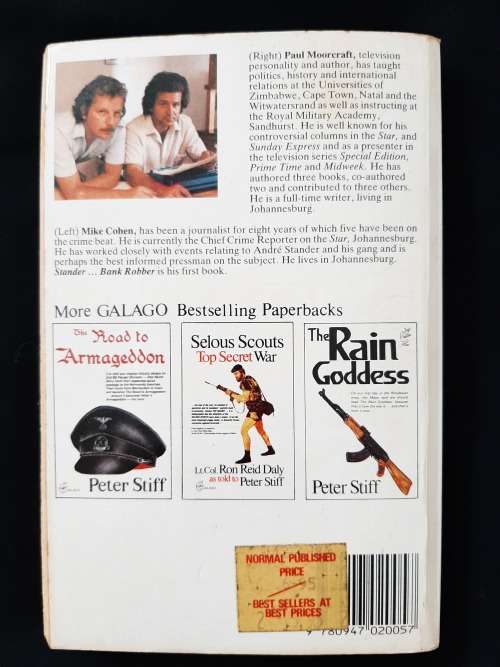 (Right) Paul Moorcraft, television
personality and author, has taught
politics, history and international
relations at the Universities of
Zimbabwe, Cape Town, Natal and the
Witwatersrand as well as instructing at
the Royal Military Academy,
Sandhurst. He is well known for his
controversial columns in the Star, and
Sunday Express and as a presenter in
the television series Special Edition,
Prime Time and Midweek. He has
authored three books, co-authored
two and contributed to three others.
He is a full-time writer, living in
Johannesburg.
(Left) Mike Cohen, has been a journalist for eight years of which five have been on
the crime beat. He is currently the Chief Crime Reporter on the Star, Johannesburg.
He has worked closely with events relating to André Stander and his gang and is
perhaps the best informed pressman on the subject. He lives in Johannesburg.
Stander ... Bank Robber is his first book.
More GALAGO Bestselling Paperbacks
The Road to
Armageddon
Peter Stiff
Selous Scouts
Top Secret War
Lt.Col. Ron Reid Daly
as told to Peter Stiff
The Rain
Goddess
Peter Stiff
NORMAL PUBLISHED
PRICE
BEST SELLERS AT
BEST PRICES
9 780947 020057